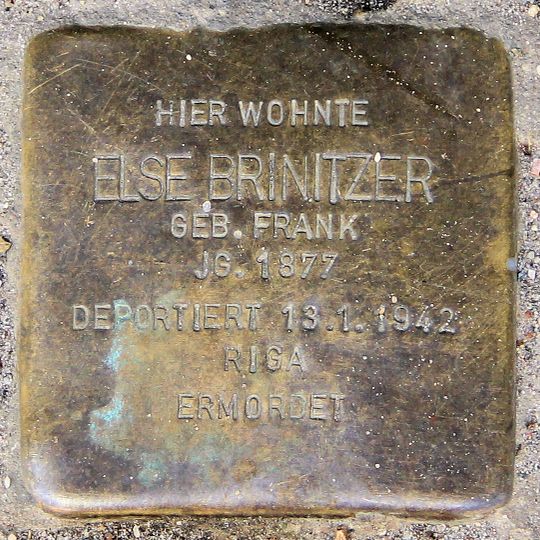 HIER WOHNTE
ELSE BRINITZER
GEB. FRANK
JG. 1877
DEPORTIERT 13.1.1942
RIGA
ERMORDET